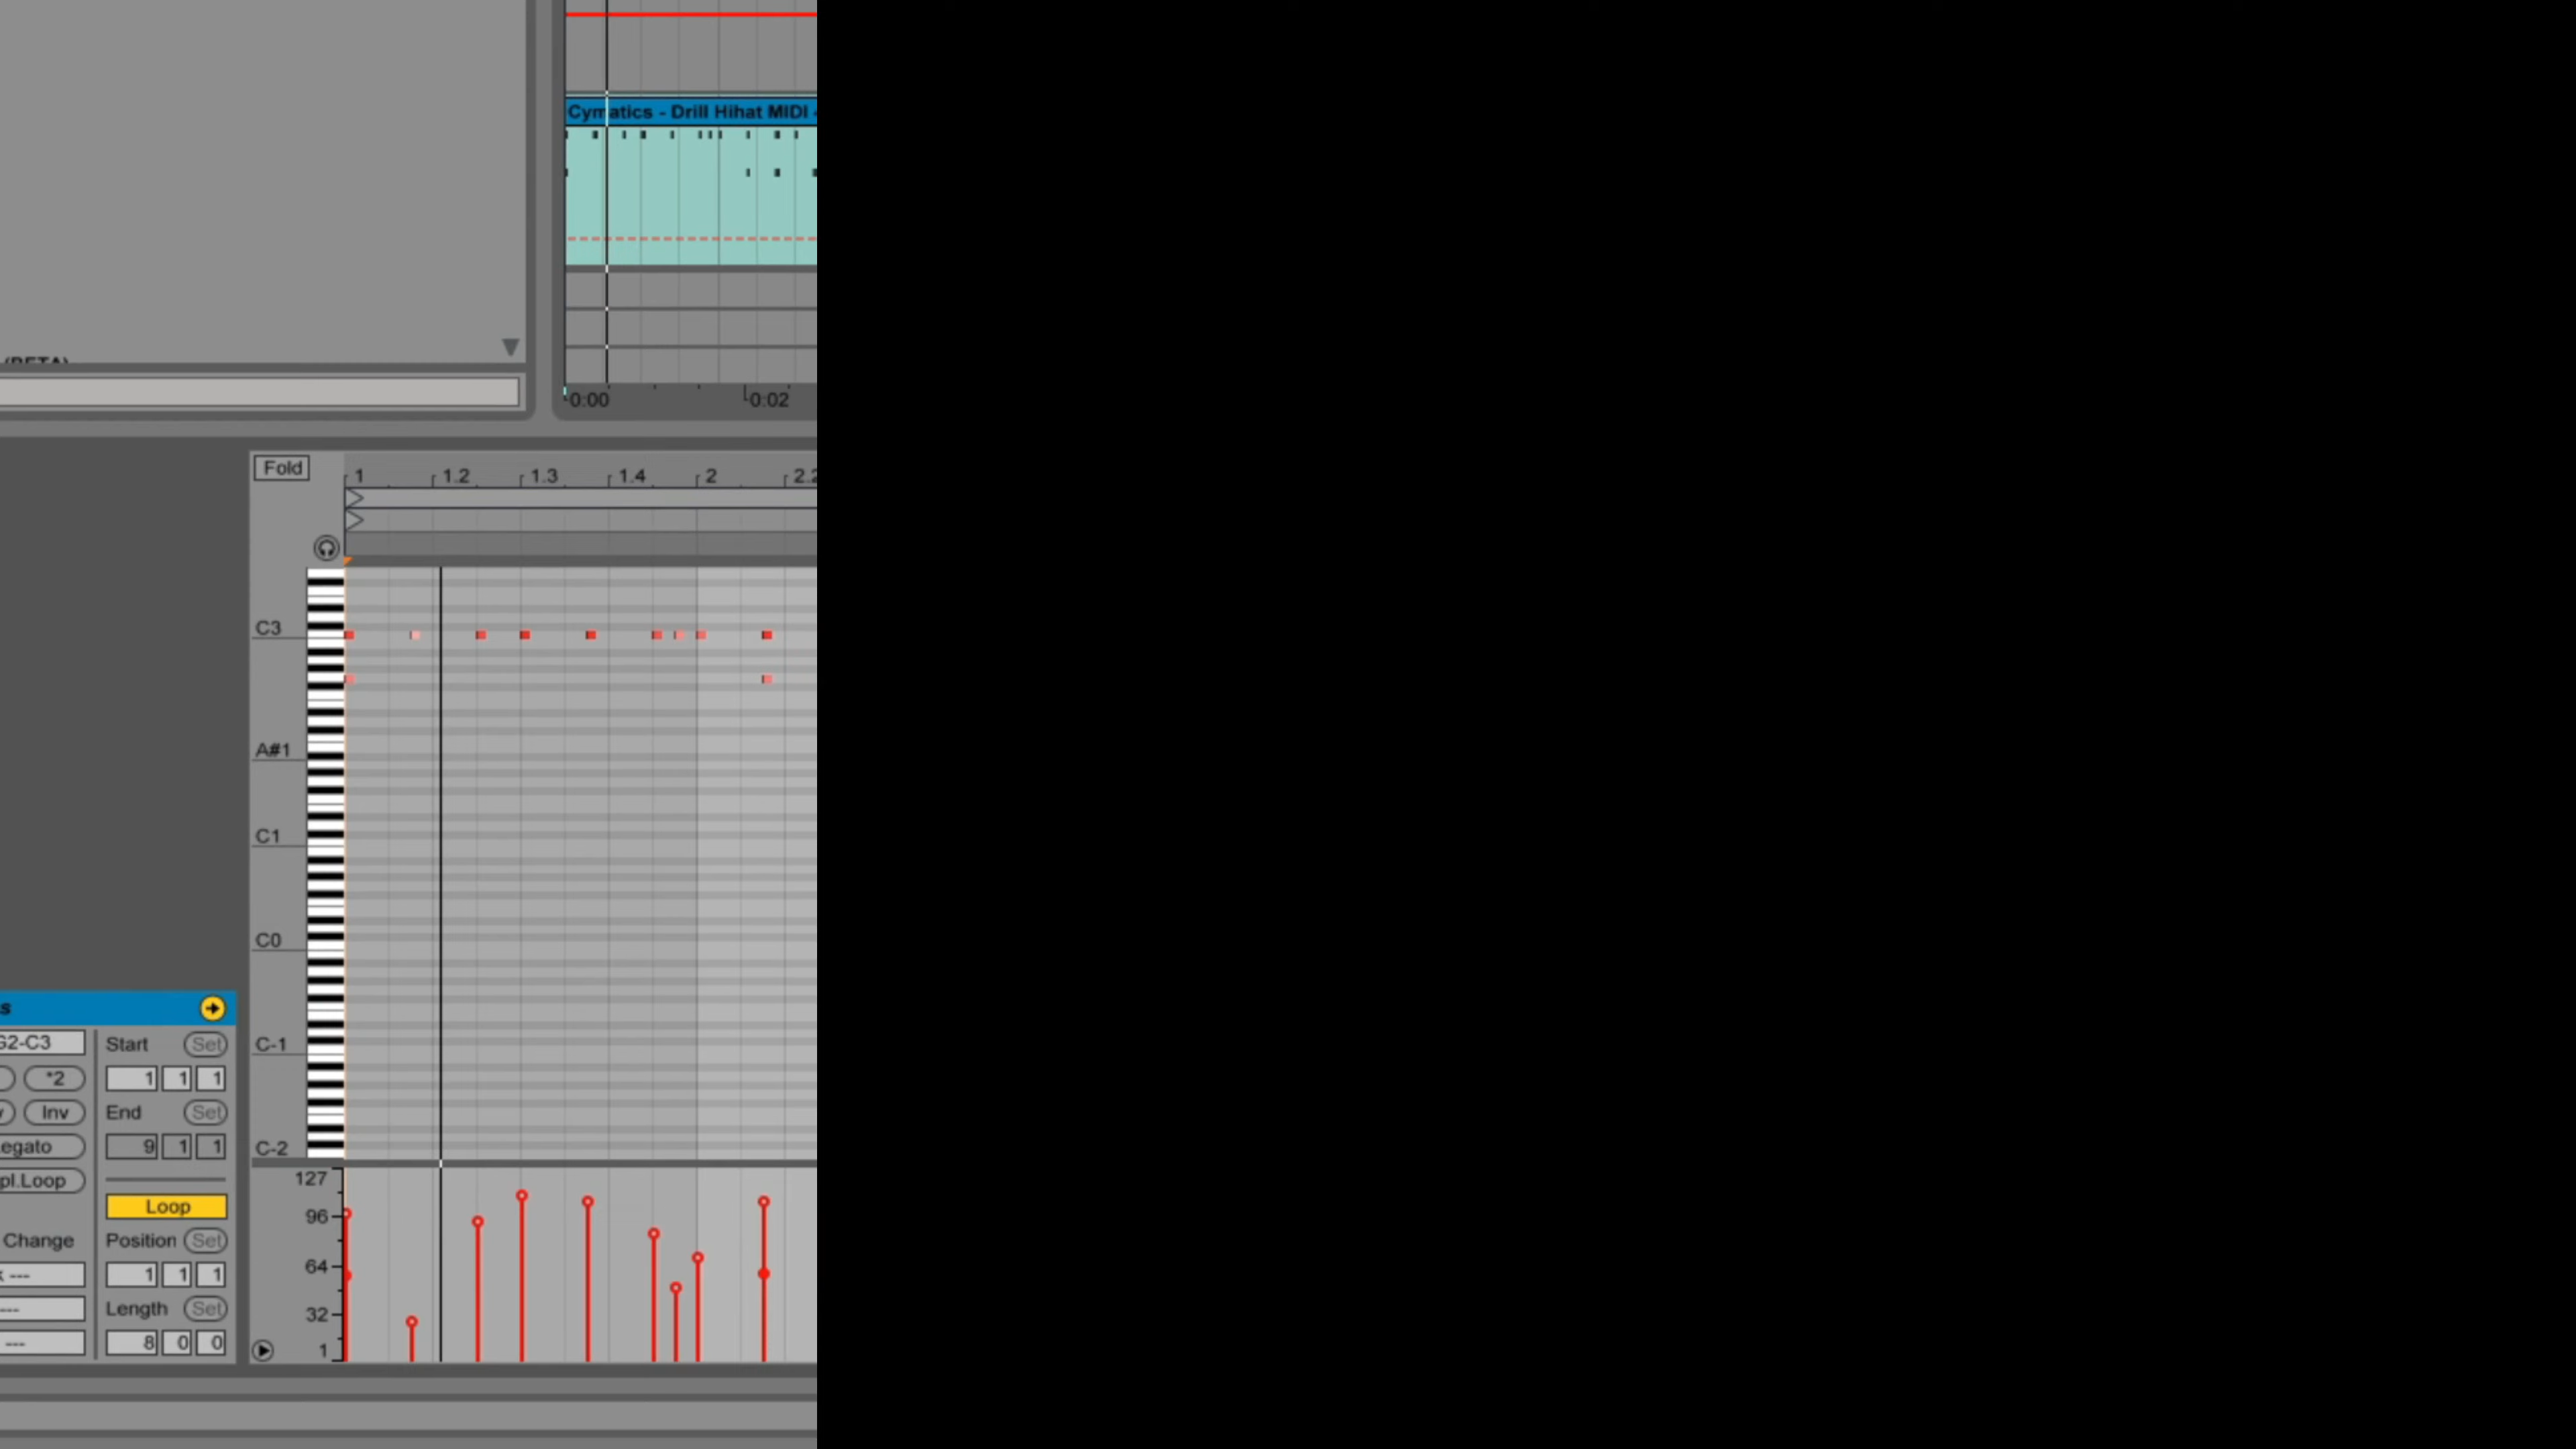 Cymatics - Drill Hihat MIDI -
(BETA)
0:00 0:02
Fold
1 1.2 1.3 1.4 2 2.2
C3
A#1
C1
C0
C-1
C-2
s
G2-C3
*2
Inv
egato
pl.Loop
Change
---
---
---
Start Set
1 1 1
End Set
9 1 1
Loop
Position Set
1 1 1
Length Set
8 0 0
127
96
64
32
1